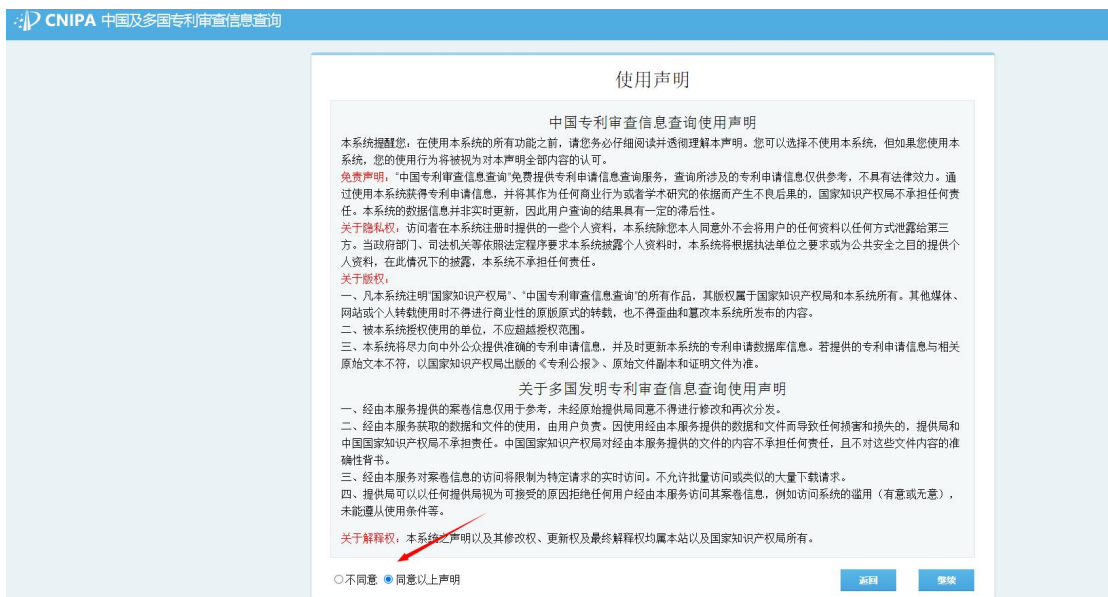 CNIPA 中国及多国专利审查信息查询
使用声明
中国专利审查信息查询使用声明
本系统提醒您：在使用本系统的所有功能之前，请您务必仔细阅读并透彻理解本声明。您可以选择不使用本系统，但如果您使用本
系统，您的使用行为将被视为对本声明全部内容的认可。
免责声明："中国专利审查信息查询"免费提供专利申请信息查询服务，查询所涉及的专利申请信息仅供参考，不具有法律效力。通
过使用本系统获得专利申请信息，并将其作为任何商业行为或者学术研究的依据而产生不良后果的，国家知识产权局不承担任何责
任。本系统的数据信息并非实时更新，因此用户查询的结果具有一定的滞后性。
关于隐私权：访问者在本系统注册时提供的一些个人资料，本系统除您本人同意外不会将用户的任何资料以任何方式泄露给第三
方。当政府部门、司法机关等依照法定程序要求本系统披露个人资料时，本系统将根据执法单位之要求或为公共安全之目的提供个
人资料，在此情况下的披露，本系统不承担任何责任。
关于版权：
一、凡本系统注明"国家知识产权局"、"中国专利审查信息查询"的所有作品，其版权属于国家知识产权局和本系统所有。其他媒体、
网站或个人转载使用时不得进行商业性的原版原式的转载，也不得歪曲和篡改本系统所发布的内容。
二、被本系统授权使用的单位，不应超越授权范围。
三、本系统将尽力向中外公众提供准确的专利申请信息，并及时更新本系统的专利申请数据库信息。若提供的专利申请信息与相关
原始文本不符，以国家知识产权局出版的《专利公报》、原始文件副本和证明文件为准。
关于多国发明专利审查信息查询使用声明
一、经由本服务提供的案卷信息仅用于参考，未经原始提供局同意不得进行修改和再次分发。
二、经由本服务获取的数据和文件的使用，由用户负责。因使用经由本服务提供的数据和文件而导致任何损害和损失的，提供局和
中国国家知识产权局不承担责任。中国国家知识产权局对经由本服务提供的文件的内容不承担任何责任，且不对这些文件内容的准
确性背书。
三、经由本服务对案卷信息的访问将限制为特定请求的实时访问。不允许批量访问或类似的大量下载请求。
四、提供局可以以任何提供局视为可接受的原因拒绝任何用户经由本服务访问其案卷信息，例如访问系统的滥用（有意或无意），
未能遵从使用条件等。
关于解释权：本系统之声明以及其修改权、更新权及最终解释权均属本站以及国家知识产权局所有。
不同意 同意以上声明 返回 继续